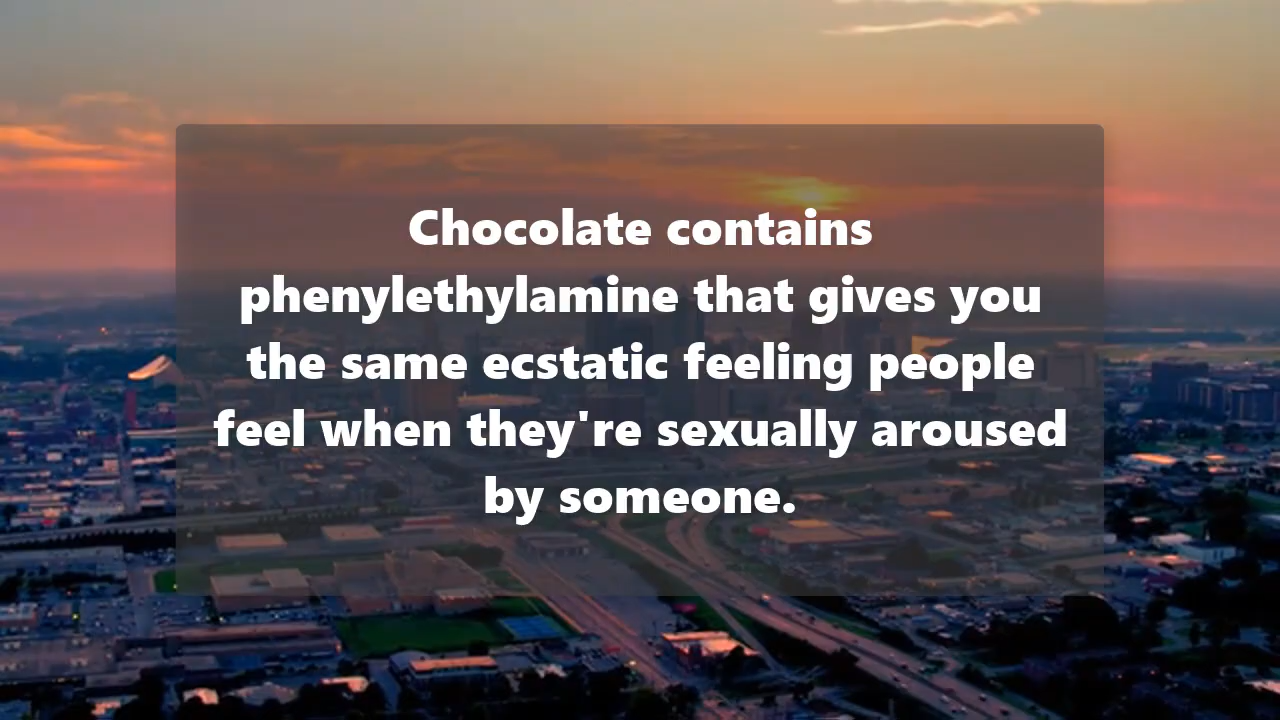 Chocolate contains
phenylethylamine that gives you
the same ecstatic feeling people
feel when they're sexually aroused
by someone.